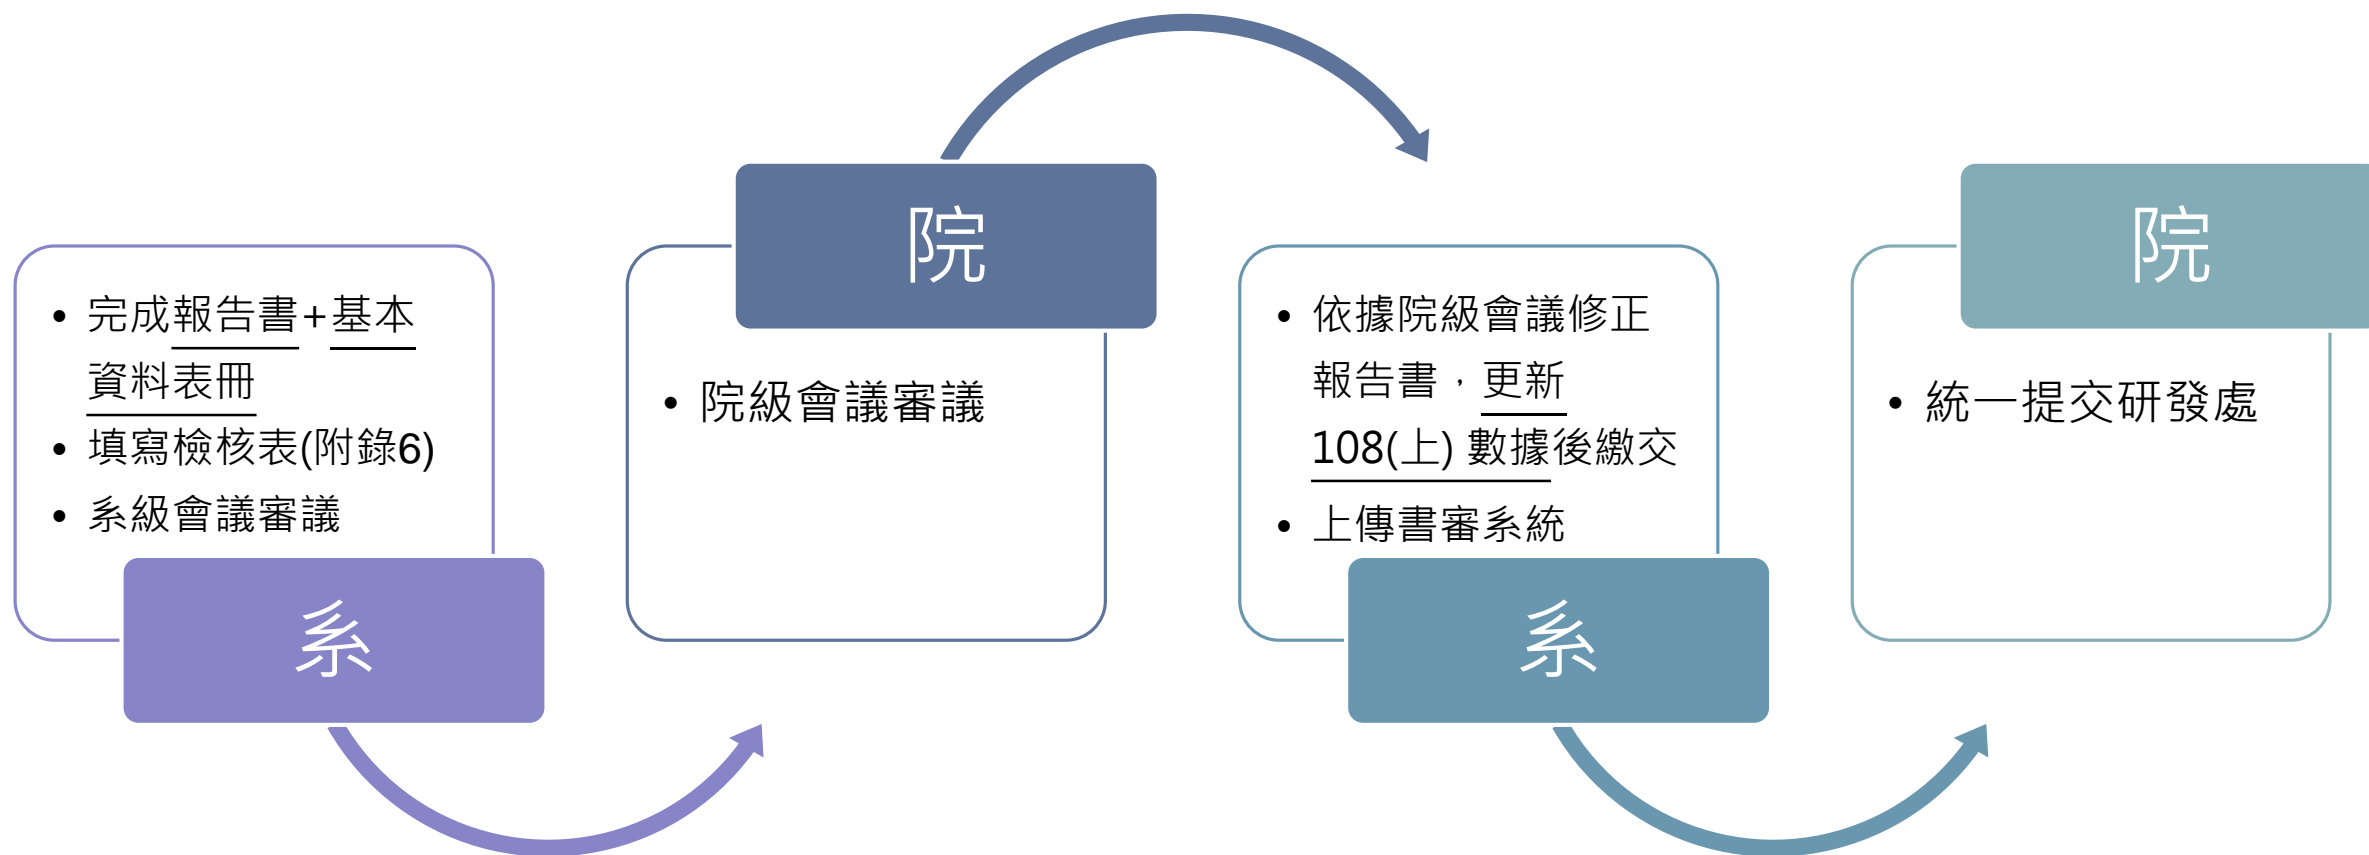 • 完成報告書+基本
資料表冊
• 填寫檢核表(附錄6)
• 系級會議審議
系
院
• 院級會議審議
• 依據院級會議修正
報告書，更新
108(上) 數據後繳交
• 上傳書審系統
系
院
• 統一提交研發處